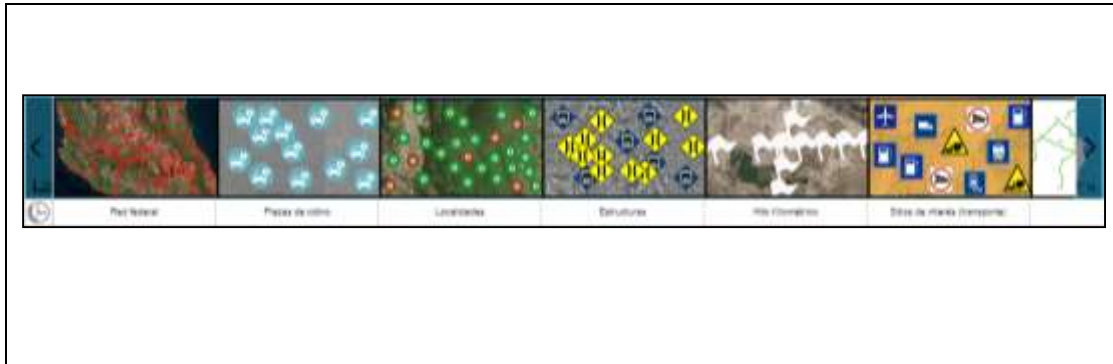 Red federal
Plazas de cobro
Localidades
Estructuras
Hito Kilométrico
Sitios de interés (transporte)